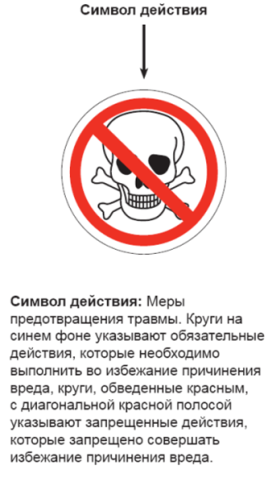 Символ действия
Символ действия: Меры
предотвращения травмы. Круги на
синем фоне указывают обязательные
действия, которые необходимо
выполнить во избежание причинения
вреда, круги, обведенные красным,
с диагональной красной полосой
указывают запрещенные действия,
которые запрещено совершать
избежание причинения вреда.